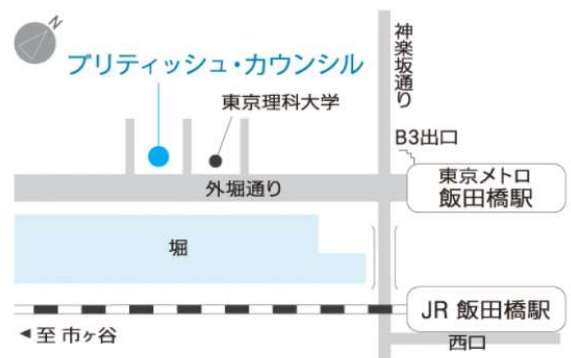 N
ブリティッシュ・カウンシル
東京理科大学
神楽坂通り
B3出口
東京メトロ
飯田橋駅
外堀通り
堀
JR 飯田橋駅
◀至 市ヶ谷
西口